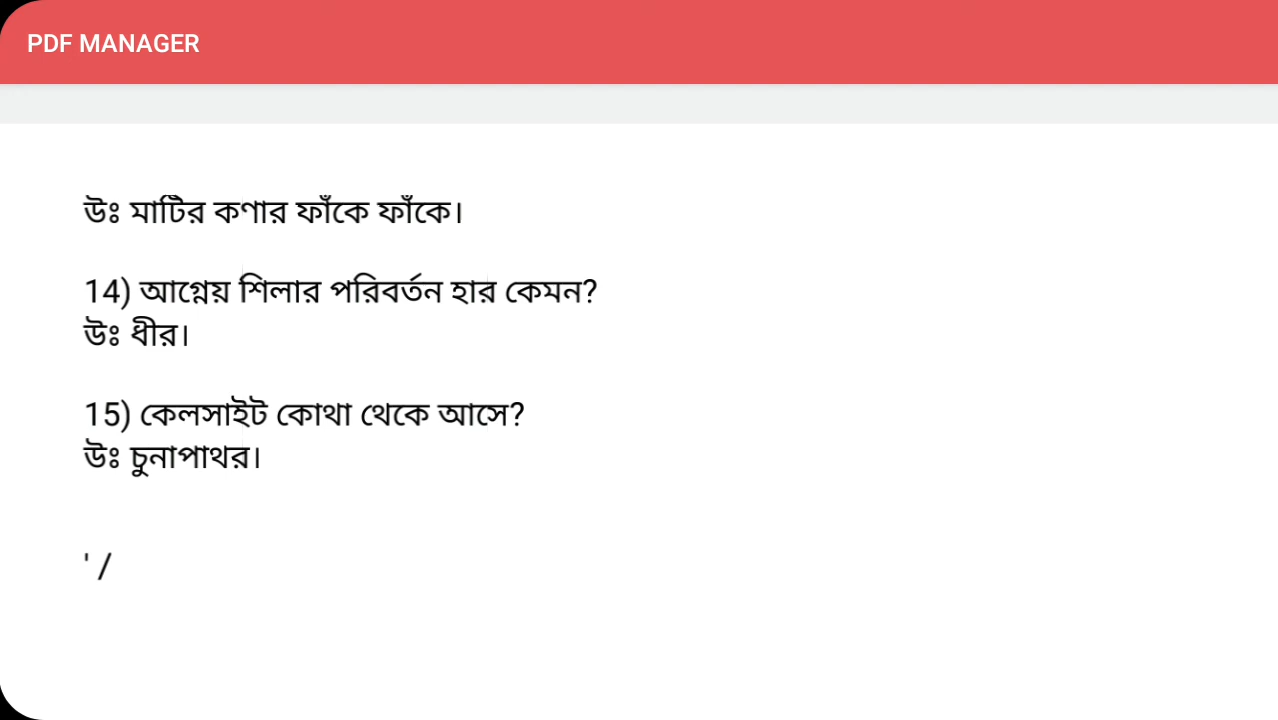 PDF MANAGER
উঃ মাটির কণার ফাঁকে ফাঁকে।
14) আগ্নেয় শিলার পরিবর্তন হার কেমন?
উঃ ধীর।
15) কেলসাইট কোথা থেকে আসে?
উঃ চুনাপাথর।
' /